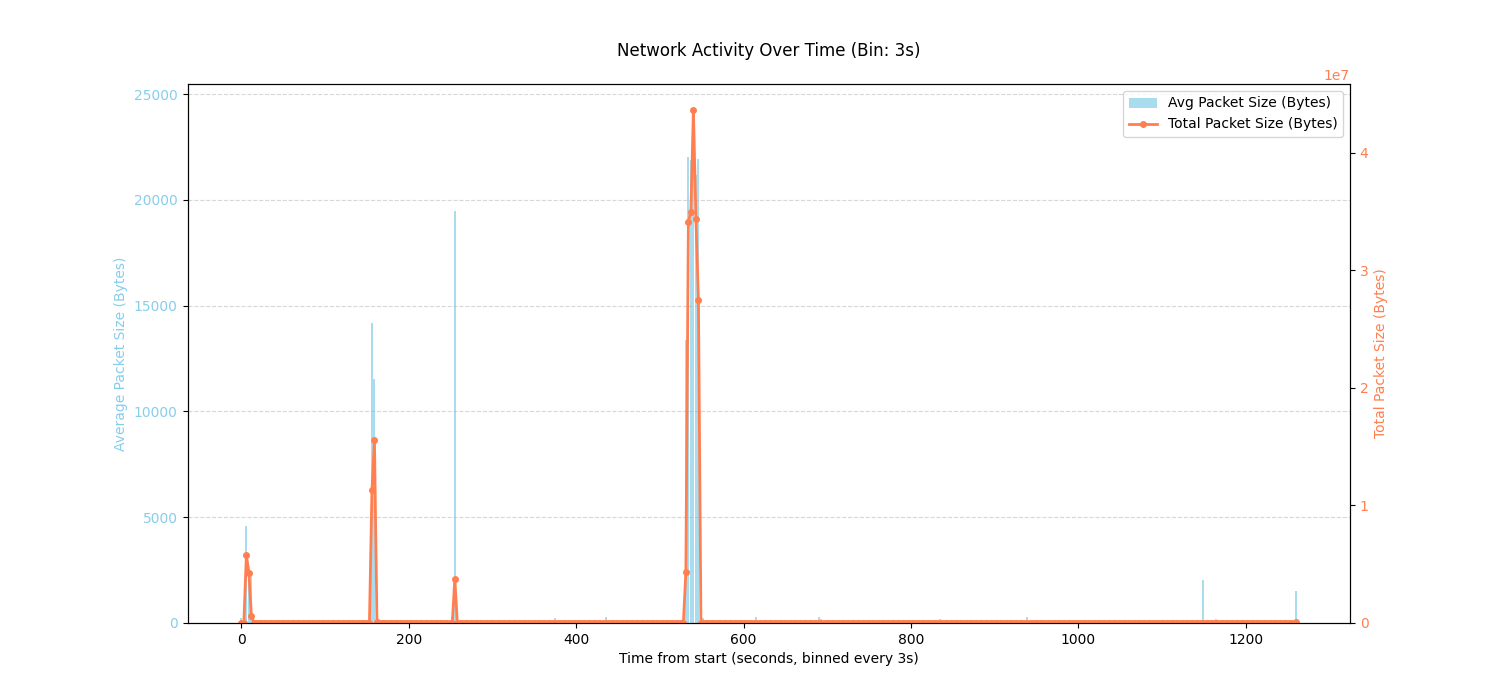 Network Activity Over Time (Bin: 3s)
1e7
Avg Packet Size (Bytes)
Total Packet Size (Bytes)
25000
20000
15000
10000
5000
0
Average Packet Size (Bytes)
4
3
2
1
0
Total Packet Size (Bytes)
0 200 400 600 800 1000 1200
Time from start (seconds, binned every 3s)